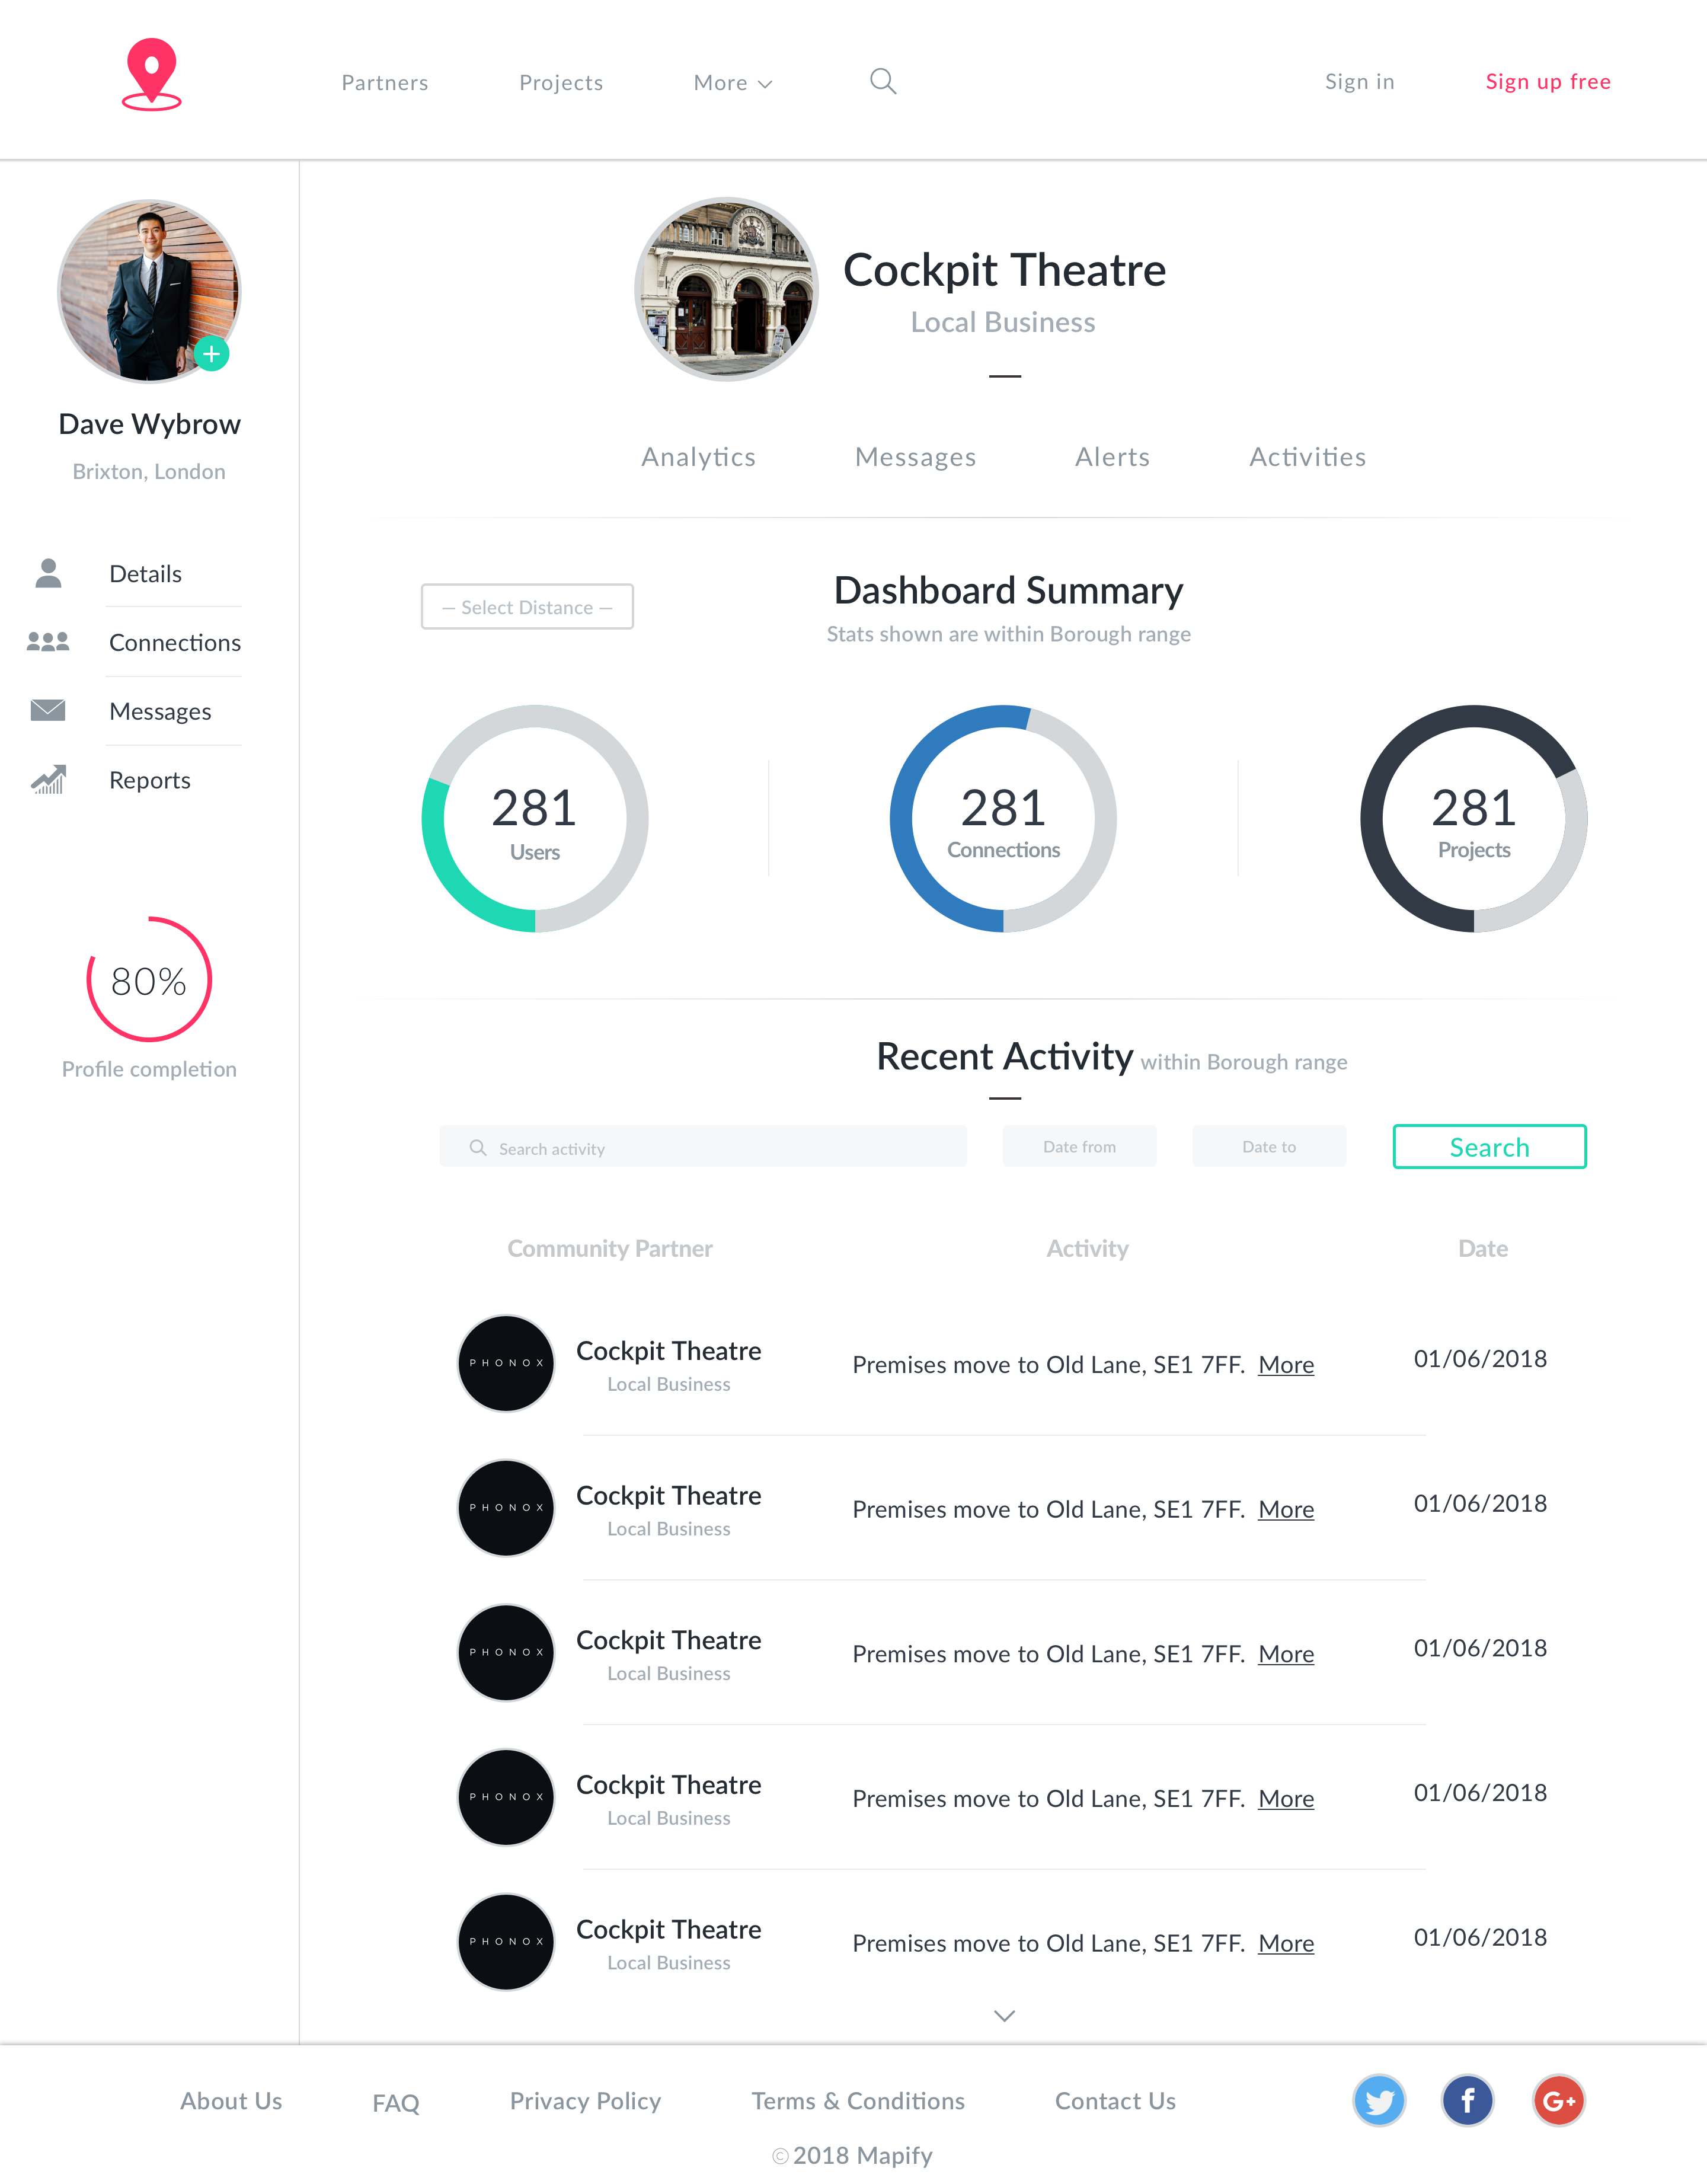 Partners
Projects
More
Sign in
Sign up free
Dave Wybrow
Brixton, London
Details
Connections
Messages
Reports
80%
Profile completion
Cockpit Theatre
Local Business
Analytics
Messages
Alerts
Activities
— Select Distance —
Dashboard Summary
Stats shown are within Borough range
281
Users
281
Connections
281
Projects
Recent Activity within Borough range
Search activity
Date from
Date to
Search
Community Partner
Activity
Date
PHONOX
Cockpit Theatre
Local Business
Premises move to Old Lane, SE1 7FF. More
01/06/2018
PHONOX
Cockpit Theatre
Local Business
Premises move to Old Lane, SE1 7FF. More
01/06/2018
PHONOX
Cockpit Theatre
Local Business
Premises move to Old Lane, SE1 7FF. More
01/06/2018
PHONOX
Cockpit Theatre
Local Business
Premises move to Old Lane, SE1 7FF. More
01/06/2018
PHONOX
Cockpit Theatre
Local Business
Premises move to Old Lane, SE1 7FF. More
01/06/2018
About Us
FAQ
Privacy Policy
Terms & Conditions
Contact Us
f
G+
© 2018 Mapify